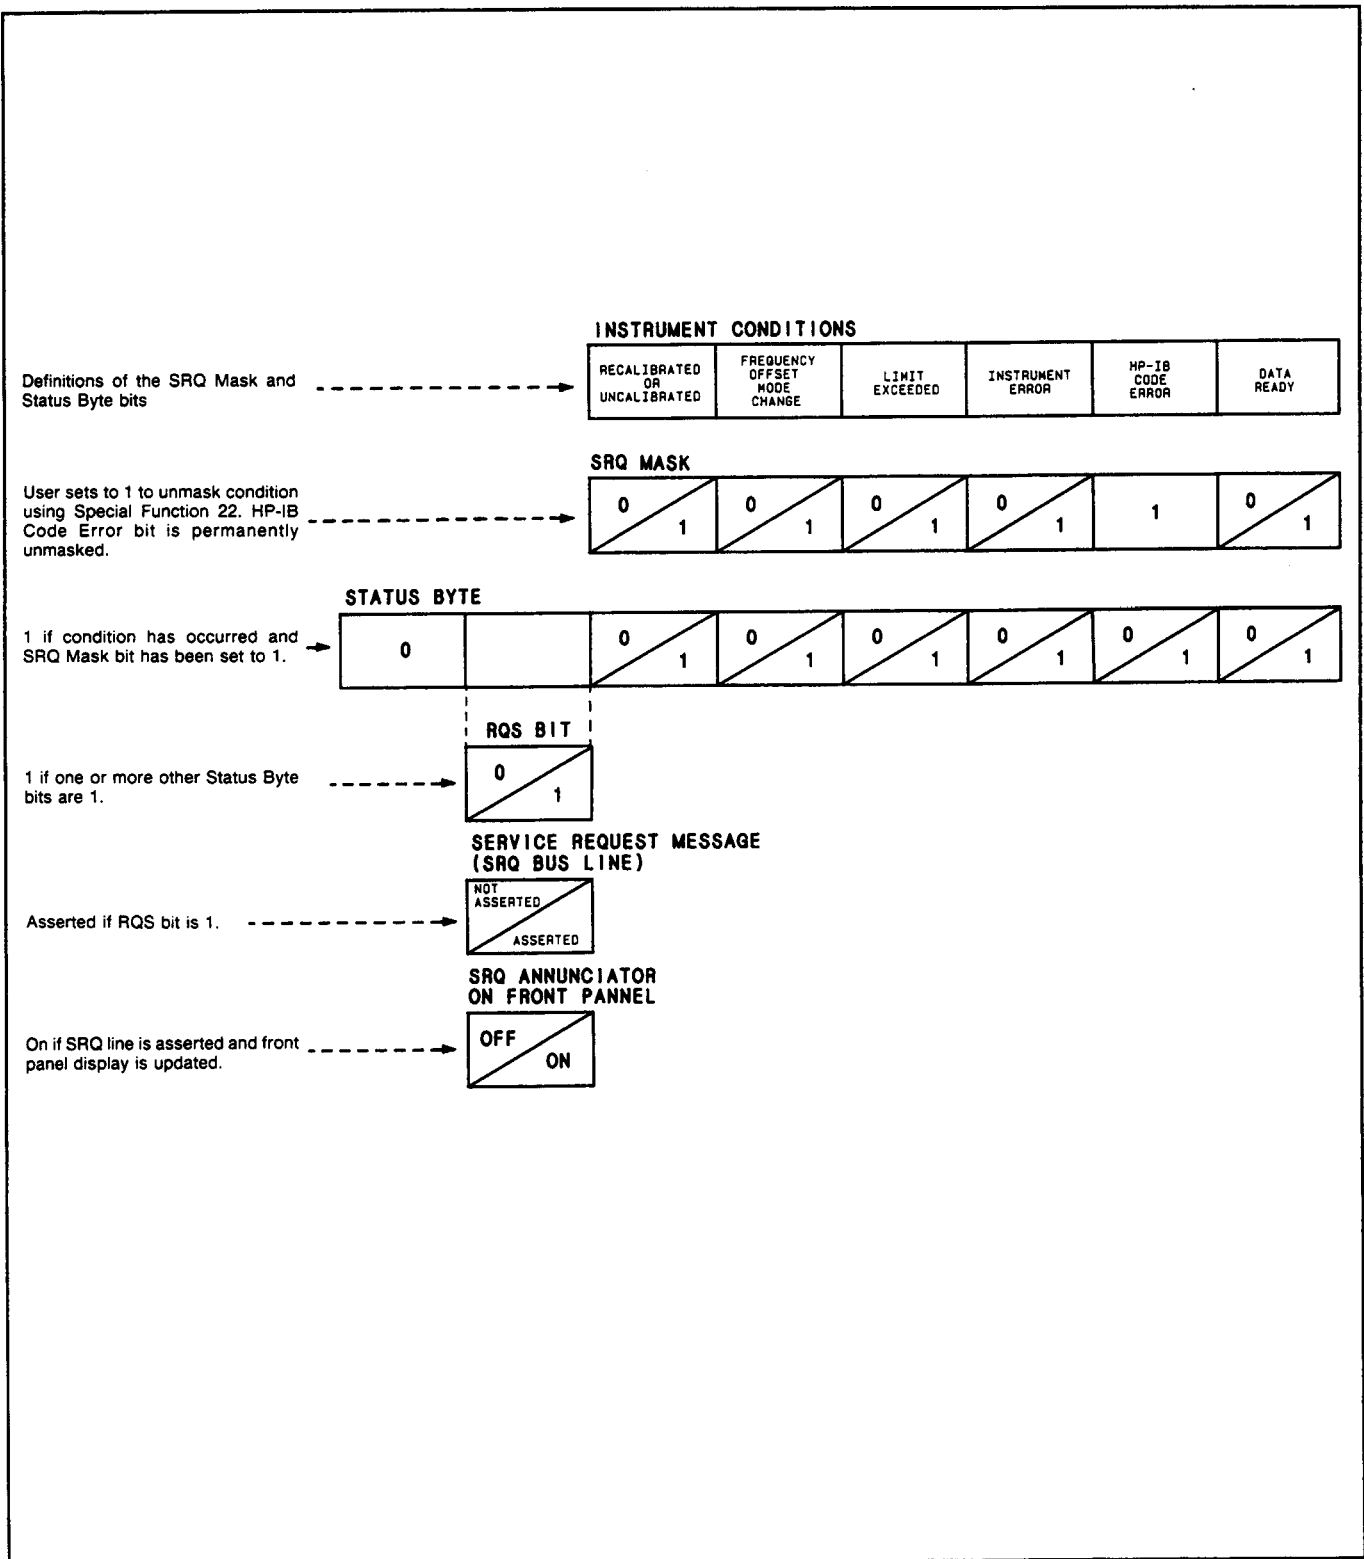 INSTRUMENT CONDITIONS
Definitions of the SRQ Mask and
Status Byte bits
RECALIBRATED
OR
UNCALIBRATED
FREQUENCY
OFFSET
MODE
CHANGE
LIMIT
EXCEEDED
INSTRUMENT
ERROR
HP-IB
CODE
ERROR
DATA
READY
SRQ MASK
User sets to 1 to unmask condition
using Special Function 22. HP-IB
Code Error bit is permanently
unmasked.
0 1 0 1 0 1 0 1 1 0 1
STATUS BYTE
1 if condition has occurred and
SRQ Mask bit has been set to 1.
0 0 1 0 1 0 1 0 1 0 1 0 1
RQS BIT
1 if one or more other Status Byte
bits are 1.
0
1
SERVICE REQUEST MESSAGE
(SRQ BUS LINE)
Asserted if RQS bit is 1.
NOT
ASSERTED
ASSERTED
SRQ ANNUNCIATOR
ON FRONT PANNEL
On if SRQ line is asserted and front
panel display is updated.
OFF
ON